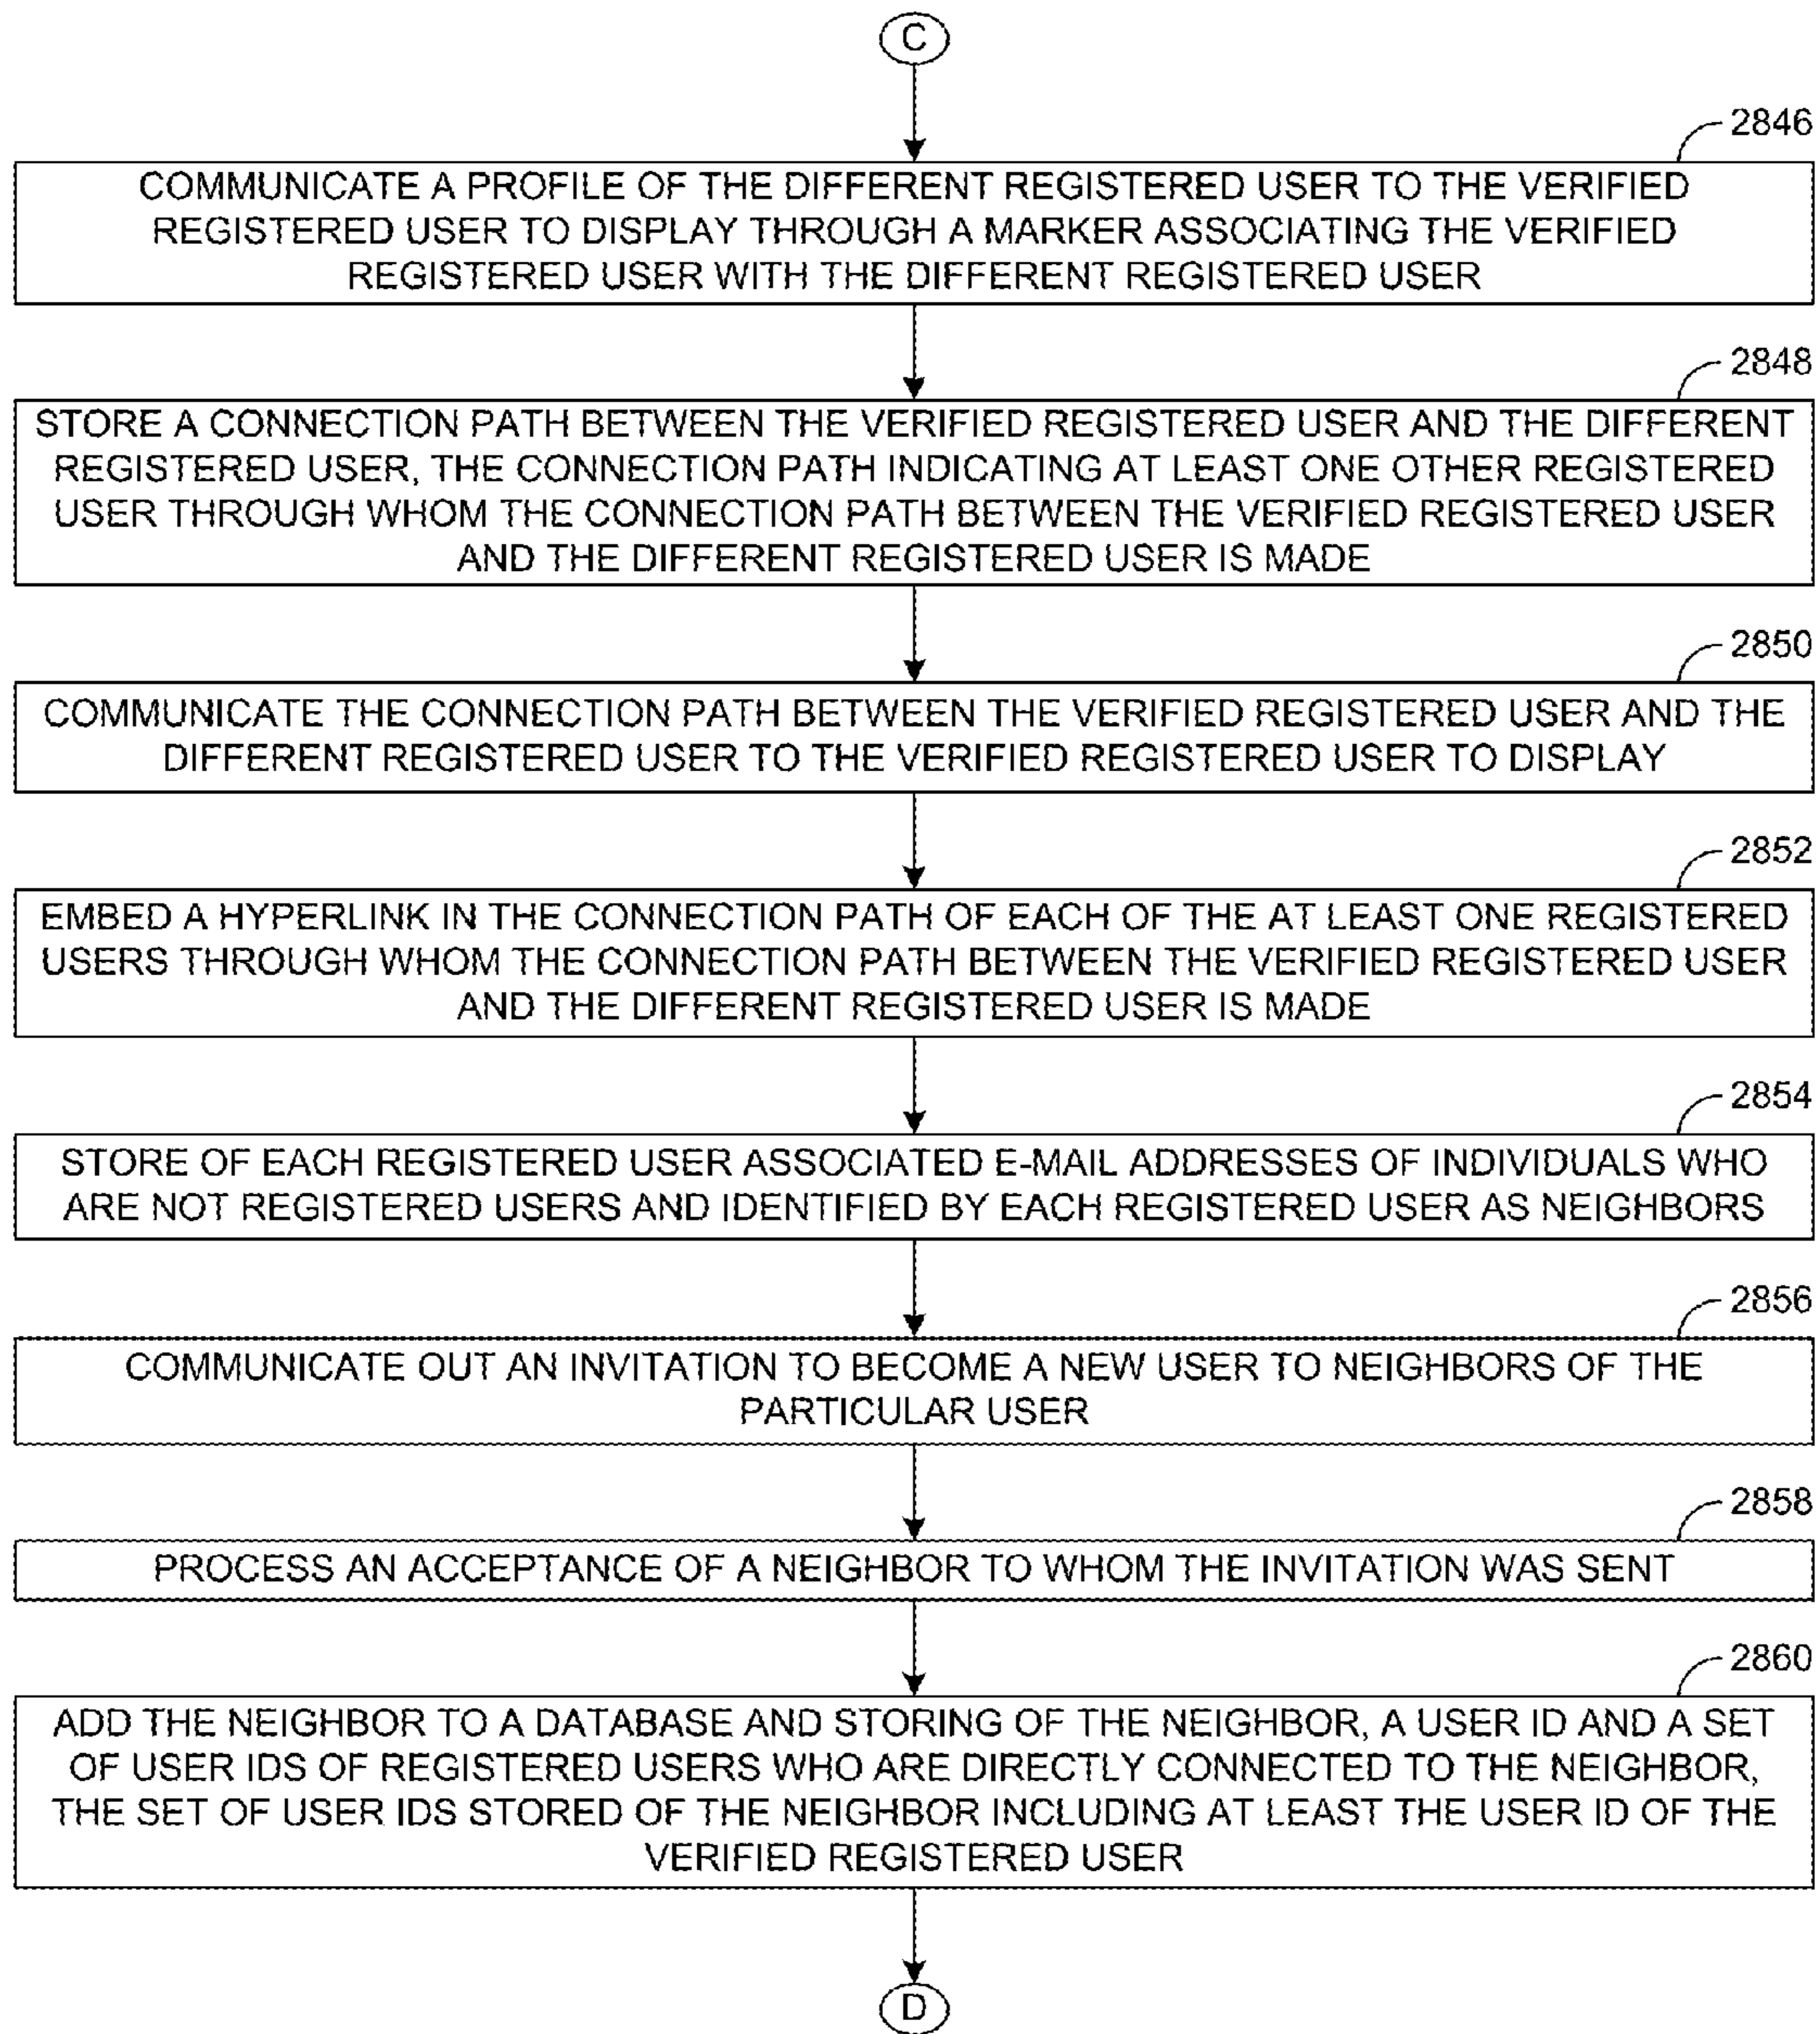 C
2846
COMMUNICATE A PROFILE OF THE DIFFERENT REGISTERED USER TO THE VERIFIED
REGISTERED USER TO DISPLAY THROUGH A MARKER ASSOCIATING THE VERIFIED
REGISTERED USER WITH THE DIFFERENT REGISTERED USER
2848
STORE A CONNECTION PATH BETWEEN THE VERIFIED REGISTERED USER AND THE DIFFERENT
REGISTERED USER, THE CONNECTION PATH INDICATING AT LEAST ONE OTHER REGISTERED
USER THROUGH WHOM THE CONNECTION PATH BETWEEN THE VERIFIED REGISTERED USER
AND THE DIFFERENT REGISTERED USER IS MADE
2850
COMMUNICATE THE CONNECTION PATH BETWEEN THE VERIFIED REGISTERED USER AND THE
DIFFERENT REGISTERED USER TO THE VERIFIED REGISTERED USER TO DISPLAY
2852
EMBED A HYPERLINK IN THE CONNECTION PATH OF EACH OF THE AT LEAST ONE REGISTERED
USERS THROUGH WHOM THE CONNECTION PATH BETWEEN THE VERIFIED REGISTERED USER
AND THE DIFFERENT REGISTERED USER IS MADE
2854
STORE OF EACH REGISTERED USER ASSOCIATED E-MAIL ADDRESSES OF INDIVIDUALS WHO
ARE NOT REGISTERED USERS AND IDENTIFIED BY EACH REGISTERED USER AS NEIGHBORS
2856
COMMUNICATE OUT AN INVITATION TO BECOME A NEW USER TO NEIGHBORS OF THE
PARTICULAR USER
2858
PROCESS AN ACCEPTANCE OF A NEIGHBOR TO WHOM THE INVITATION WAS SENT
2860
ADD THE NEIGHBOR TO A DATABASE AND STORING OF THE NEIGHBOR, A USER ID AND A SET
OF USER IDS OF REGISTERED USERS WHO ARE DIRECTLY CONNECTED TO THE NEIGHBOR,
THE SET OF USER IDS STORED OF THE NEIGHBOR INCLUDING AT LEAST THE USER ID OF THE
VERIFIED REGISTERED USER
D